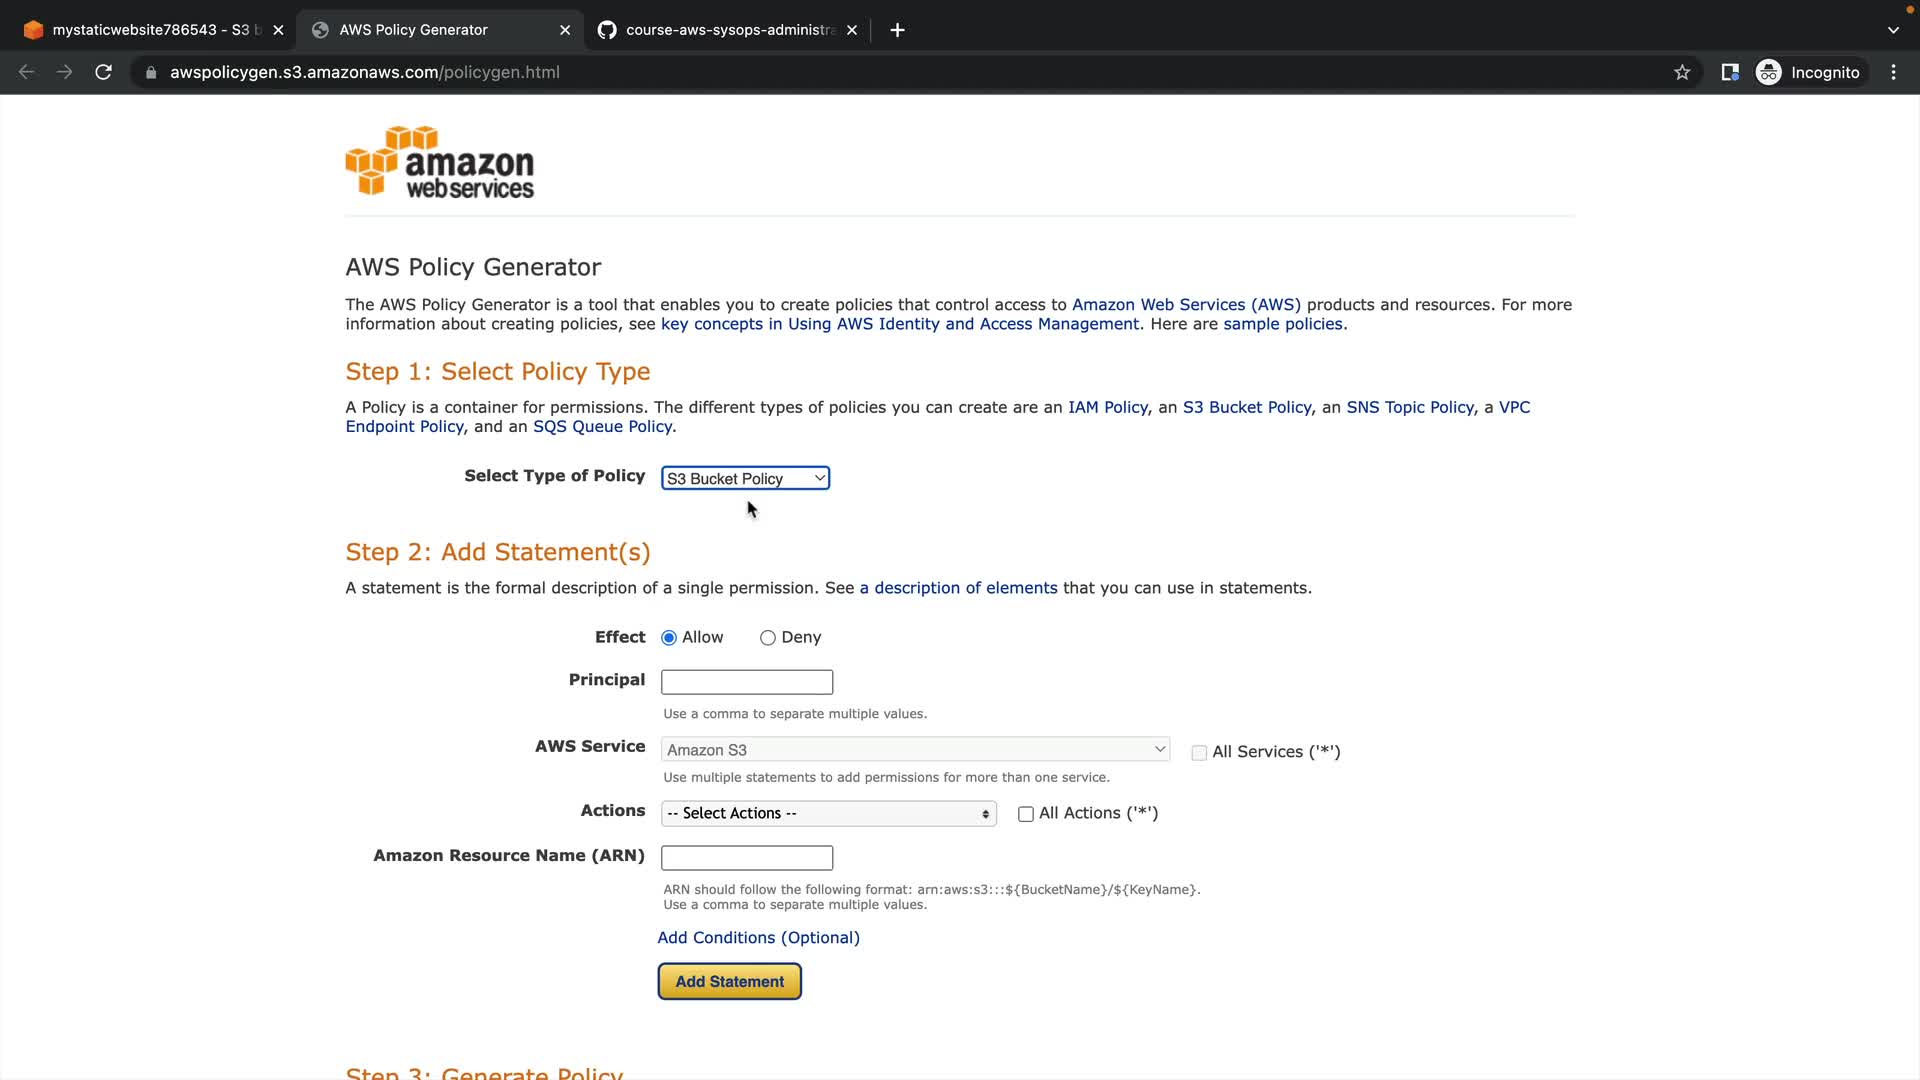 mystaticwebsite786543 - S3 b
AWS Policy Generator
course-aws-sysops-administra
awspolicygen.s3.amazonaws.com/policygen.html
Incognito
amazon
webservices
AWS Policy Generator
The AWS Policy Generator is a tool that enables you to create policies that control access to Amazon Web Services (AWS) products and resources. For more
information about creating policies, see key concepts in Using AWS Identity and Access Management. Here are sample policies.
Step 1: Select Policy Type
A Policy is a container for permissions. The different types of policies you can create are an IAM Policy, an S3 Bucket Policy, an SNS Topic Policy, a VPC
Endpoint Policy, and an SQS Queue Policy.
Select Type of Policy S3 Bucket Policy
Step 2: Add Statement(s)
A statement is the formal description of a single permission. See a description of elements that you can use in statements.
Effect Allow Deny
Principal
Use a comma to separate multiple values.
AWS Service Amazon S3 All Services ('*')
Use multiple statements to add permissions for more than one service.
Actions -- Select Actions -- All Actions ('*')
Amazon Resource Name (ARN)
ARN should follow the following format: arn:aws:s3:::${BucketName}/${KeyName}.
Use a comma to separate multiple values.
Add Conditions (Optional)
Add Statement
Step 3: Generate Policy